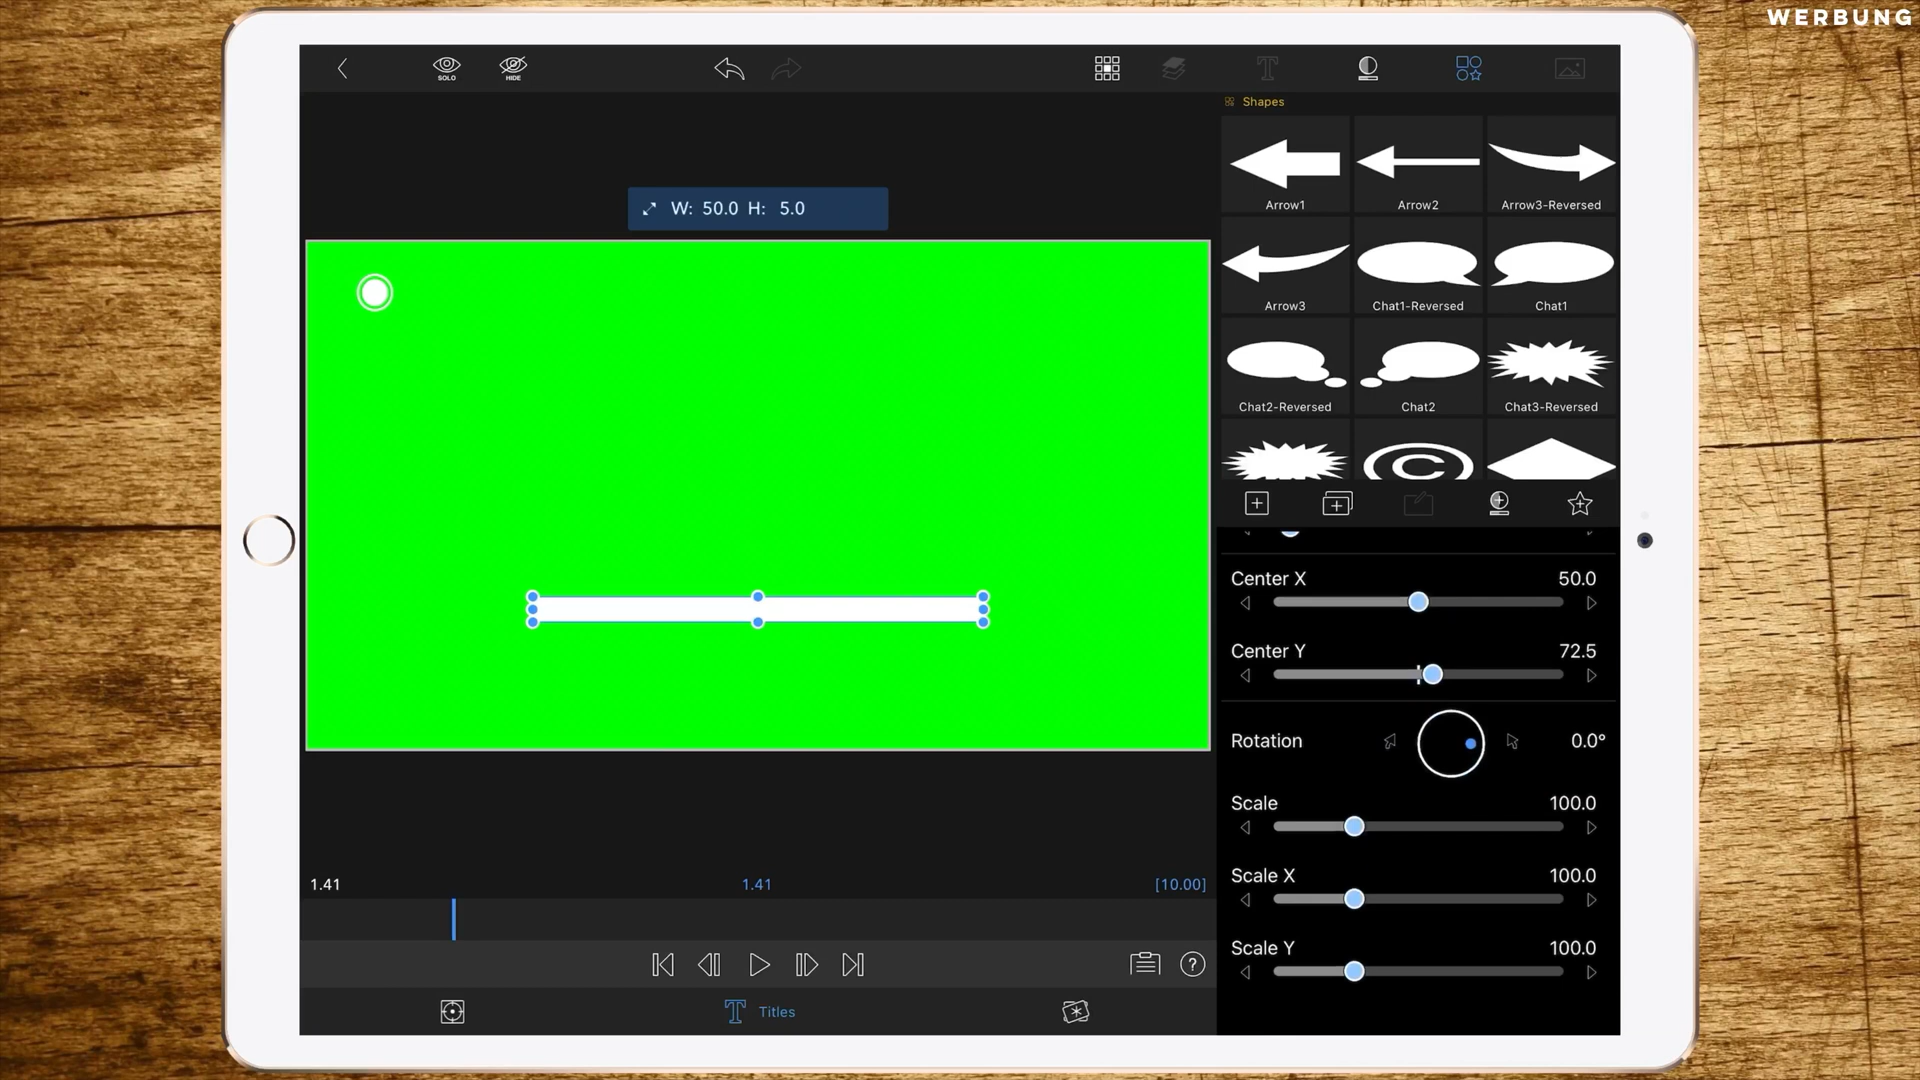 WERBUNG
SOLO
HIDE
T
Shapes
Arrow1
Arrow2
Arrow3-Reversed
W: 50.0 H: 5.0
Arrow3
Chat1-Reversed
Chat1
Chat2-Reversed
Chat2
Chat3-Reversed
C
Center X 50.0
Center Y 72.5
Rotation 0.0°
Scale 100.0
Scale X 100.0
Scale Y 100.0
1.41
1.41
[10.00]
?
T Titles